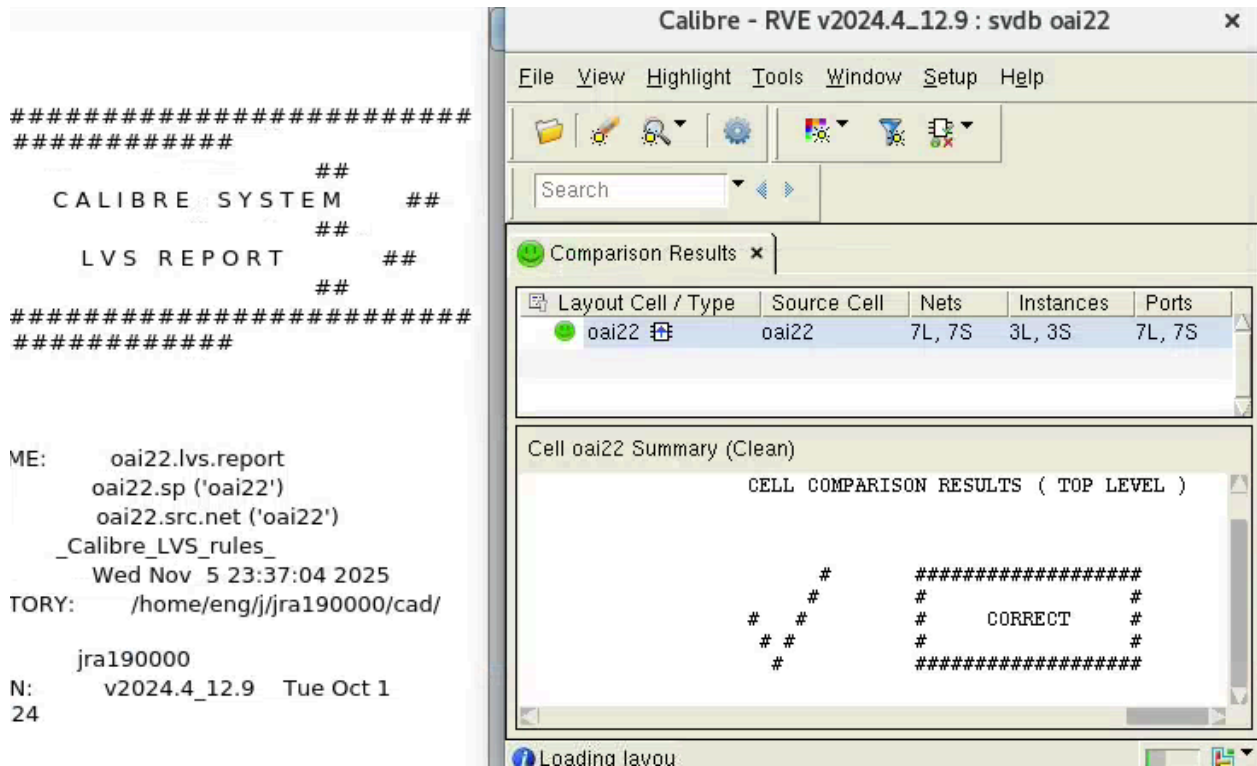 #########################
############
##
CALIBRE SYSTEM ##
##
LVS REPORT ##
##
#########################
############
ME: oai22.lvs.report
oai22.sp ('oai22')
oai22.src.net ('oai22')
_Calibre_LVS_rules_
Wed Nov 5 23:37:04 2025
TORY: /home/eng/j/jra190000/cad/
jra190000
N: v2024.4_12.9 Tue Oct 1
24
Calibre - RVE v2024.4_12.9 : svdb oai22 ×
File View Highlight Tools Window Setup Help
Search
Comparison Results ×
Layout Cell / Type Source Cell Nets Instances Ports
oai22 oai22 7L, 7S 3L, 3S 7L, 7S
Cell oai22 Summary (Clean)
CELL COMPARISON RESULTS ( TOP LEVEL )
# ###################
# # #
# # # CORRECT #
# # # #
# ###################
Loading layou